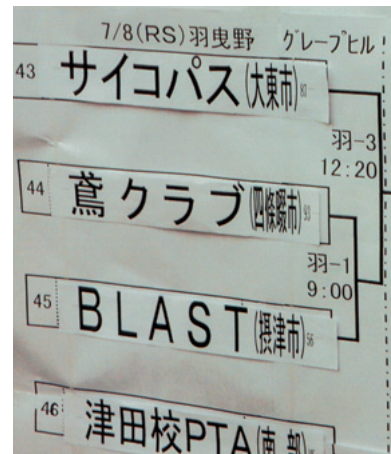 7/8(RS)羽曳野 グレープヒル
43 サイコパス(大東市)
羽-3
12:20
44 鳶クラブ(四條畷市)
羽-1
9:00
45 BLAST(摂津市)
46 津田校PTA(南部)